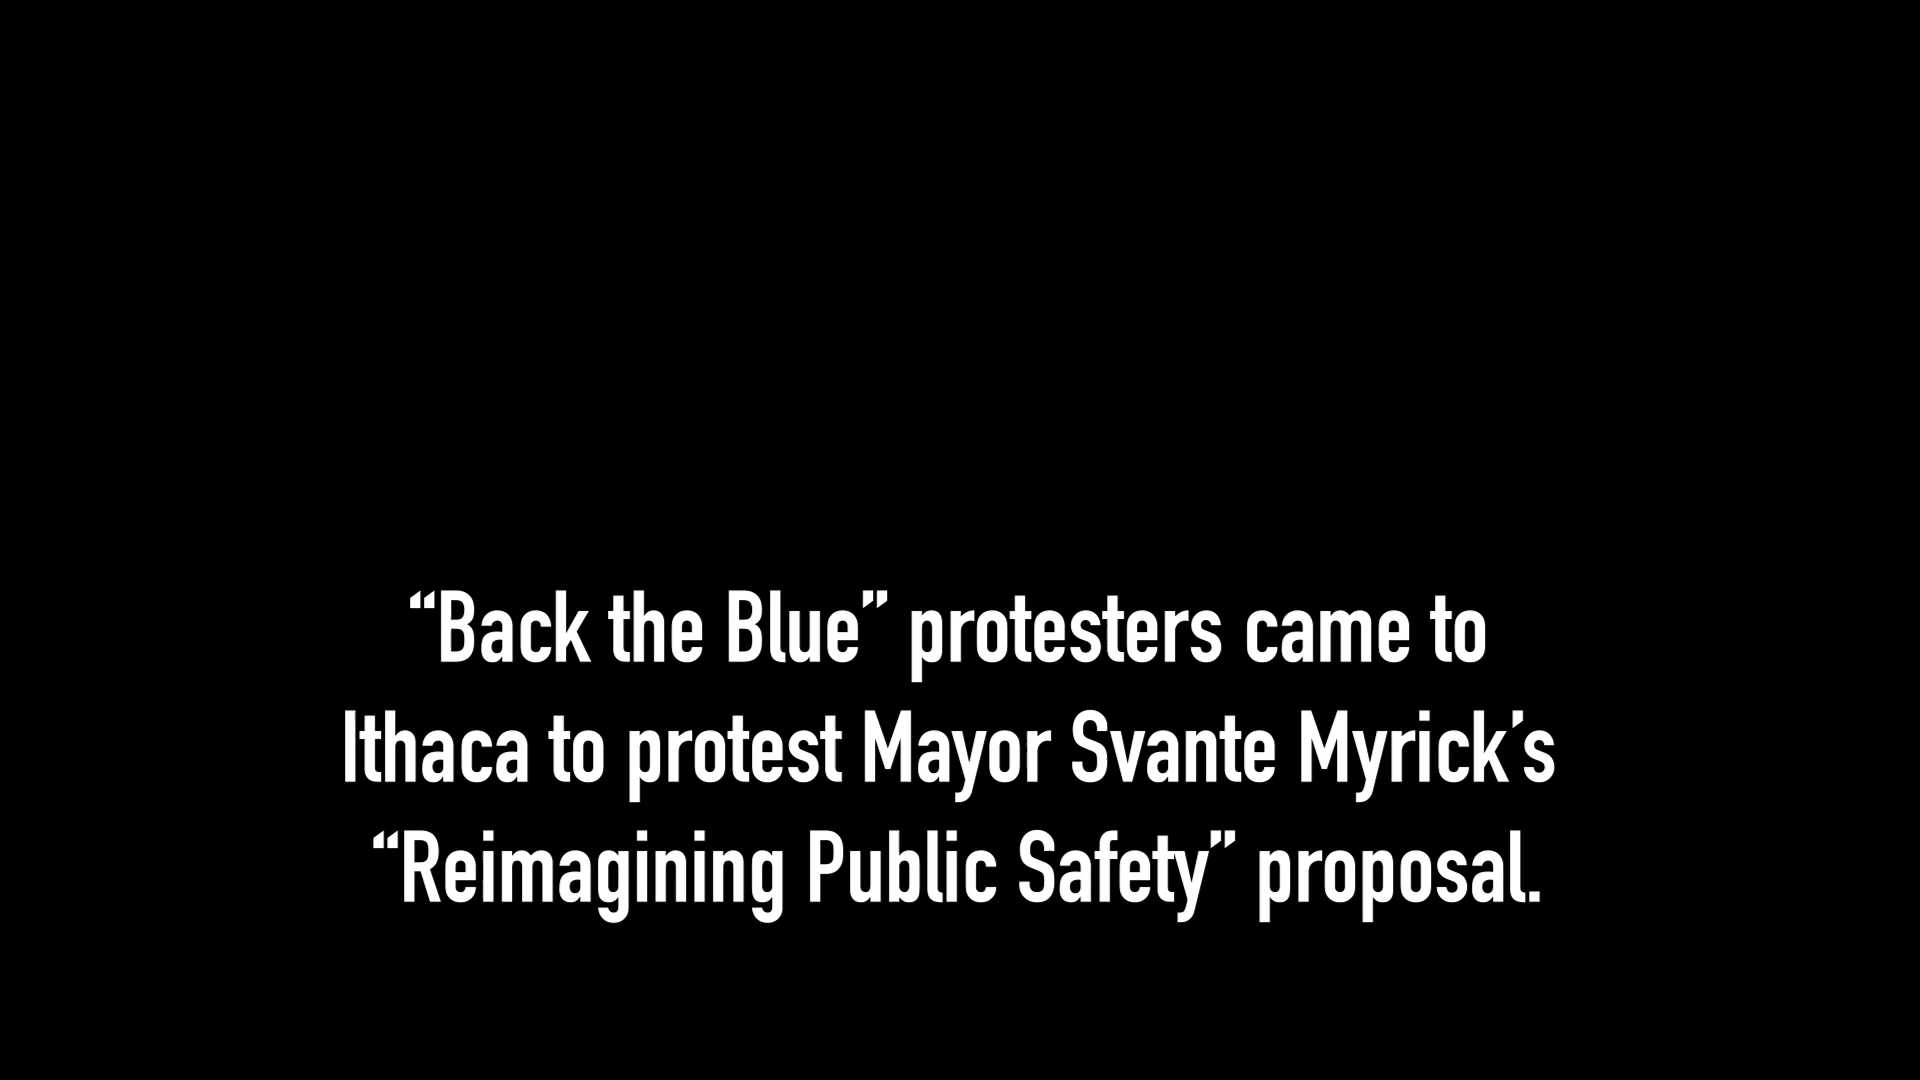 “Back the Blue” protesters came to
Ithaca to protest Mayor Svante Myrick’s
“Reimagining Public Safety” proposal.